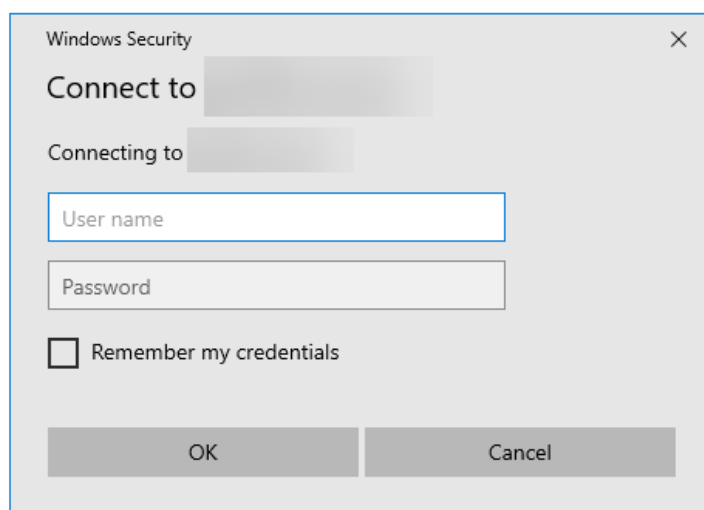 Windows Security
Connect to
Connecting to
User name
Password
Remember my credentials
OK
Cancel